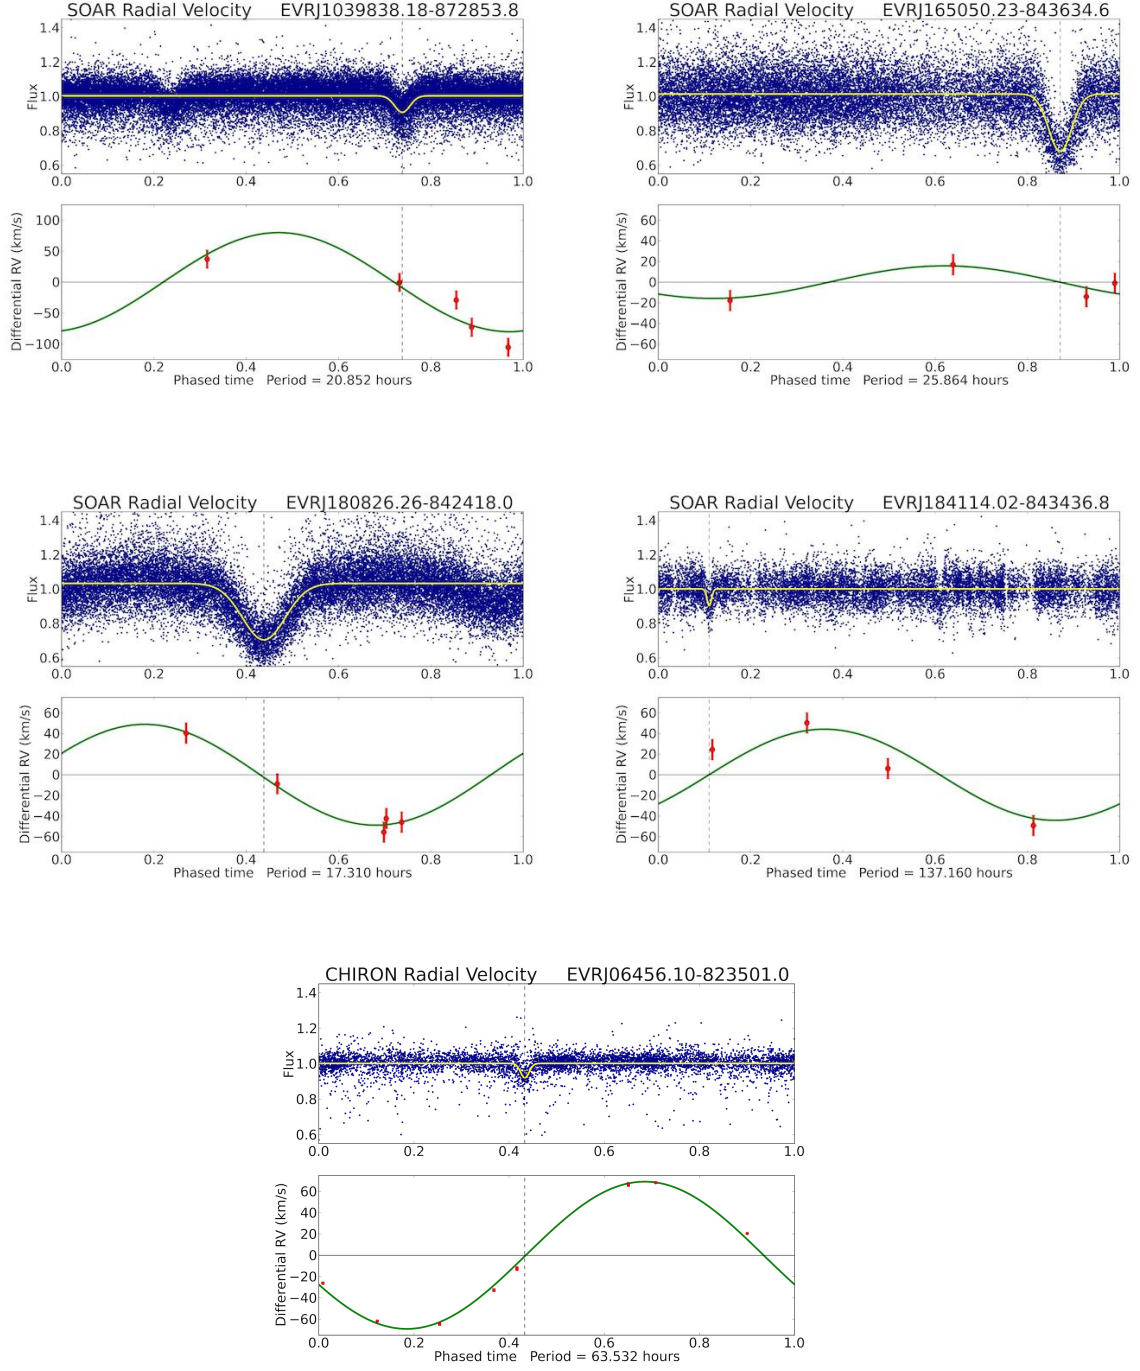 SOAR Radial Velocity EVRJ1039838.18-872853.8
1.4
1.2
1.0
0.8
0.6
Flux
0.0 0.2 0.4 0.6 0.8 1.0
100
50
0
−50
−100
Differential RV (km/s)
0.0 0.2 0.4 0.6 0.8 1.0
Phased time Period = 20.852 hours
SOAR Radial Velocity EVRJ165050.23-843634.6
1.4
1.2
1.0
0.8
0.6
Flux
0.0 0.2 0.4 0.6 0.8 1.0
60
40
20
0
−20
−40
−60
Differential RV (km/s)
0.0 0.2 0.4 0.6 0.8 1.0
Phased time Period = 25.864 hours
SOAR Radial Velocity EVRJ180826.26-842418.0
1.4
1.2
1.0
0.8
0.6
Flux
0.0 0.2 0.4 0.6 0.8 1.0
60
40
20
0
−20
−40
−60
Differential RV (km/s)
0.0 0.2 0.4 0.6 0.8 1.0
Phased time Period = 17.310 hours
SOAR Radial Velocity EVRJ184114.02-843436.8
1.4
1.2
1.0
0.8
0.6
Flux
0.0 0.2 0.4 0.6 0.8 1.0
60
40
20
0
−20
−40
−60
Differential RV (km/s)
0.0 0.2 0.4 0.6 0.8 1.0
Phased time Period = 137.160 hours
CHIRON Radial Velocity EVRJ06456.10-823501.0
1.4
1.2
1.0
0.8
0.6
Flux
0.0 0.2 0.4 0.6 0.8 1.0
60
40
20
0
−20
−40
−60
Differential RV (km/s)
0.0 0.2 0.4 0.6 0.8 1.0
Phased time Period = 63.532 hours